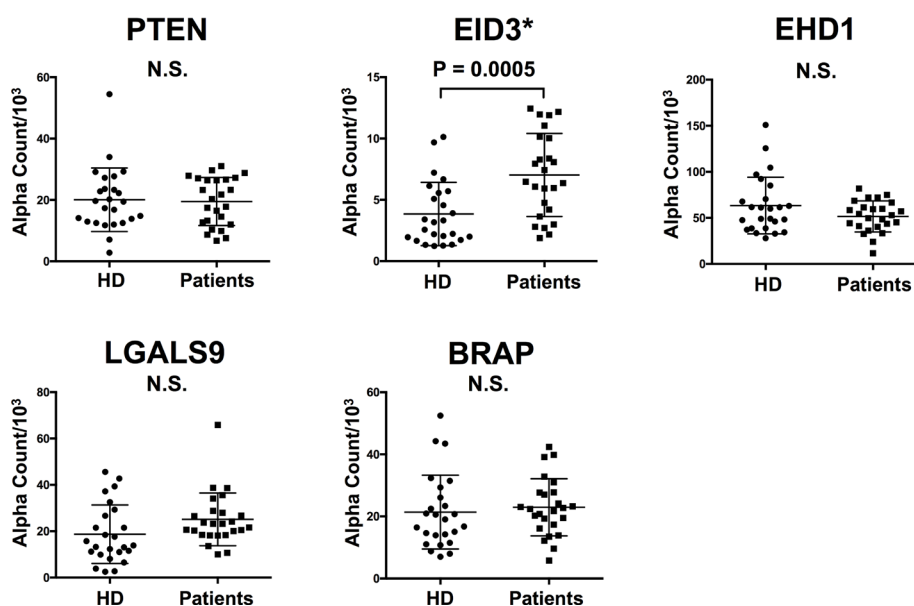 PTEN
N.S.
Alpha Count/10³
60
40
20
0
HD Patients
EID3*
P = 0.0005
Alpha Count/10³
15
10
5
0
HD Patients
EHD1
N.S.
Alpha Count/10³
200
150
100
50
0
HD Patients
LGALS9
N.S.
Alpha Count/10³
80
60
40
20
0
HD Patients
BRAP
N.S.
Alpha Count/10³
60
40
20
0
HD Patients